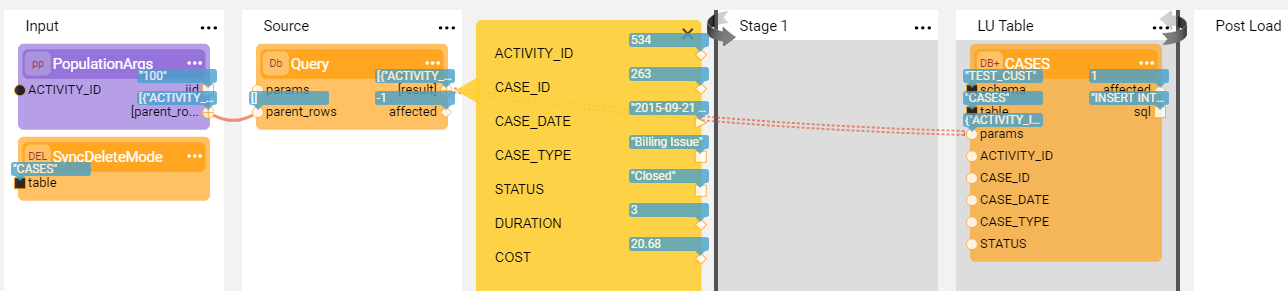 Input
pp PopulationArgs ...
"100"
ACTIVITY_ID
iid
[{"ACTIVITY_...
[parent_ro...
DEL SyncDeleteMode ...
"CASES"
table
Source
Db Query ...
[{"ACTIVITY_...
params
[result]
[]
-1
parent_rows
affected
534
ACTIVITY_ID
263
CASE_ID
"2015-09-21 ...
CASE_DATE
"Billing Issue"
CASE_TYPE
"Closed"
STATUS
3
DURATION
20.68
COST
Stage 1
LU Table
DB+ CASES
"TEST_CUST"
1
schema
affected
"CASES"
"INSERT INT...
table
sql
{"ACTIVITY_I...
params
ACTIVITY_ID
CASE_ID
CASE_DATE
CASE_TYPE
STATUS
Post Load